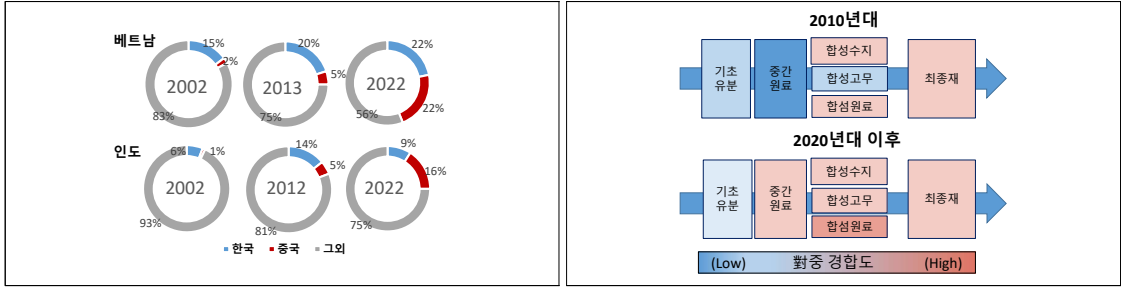 베트남
15%
2%
2002
83%
20%
5%
2013
75%
22%
22%
2022
56%
인도
6%
1%
2002
93%
14%
5%
2012
81%
9%
16%
2022
75%
한국 중국 그외
2010년대
기초
유분
중간
원료
합성수지
합성고무
합섬원료
최종재
2020년대 이후
기초
유분
중간
원료
합성수지
합성고무
합섬원료
최종재
(Low) 對중 경합도 (High)